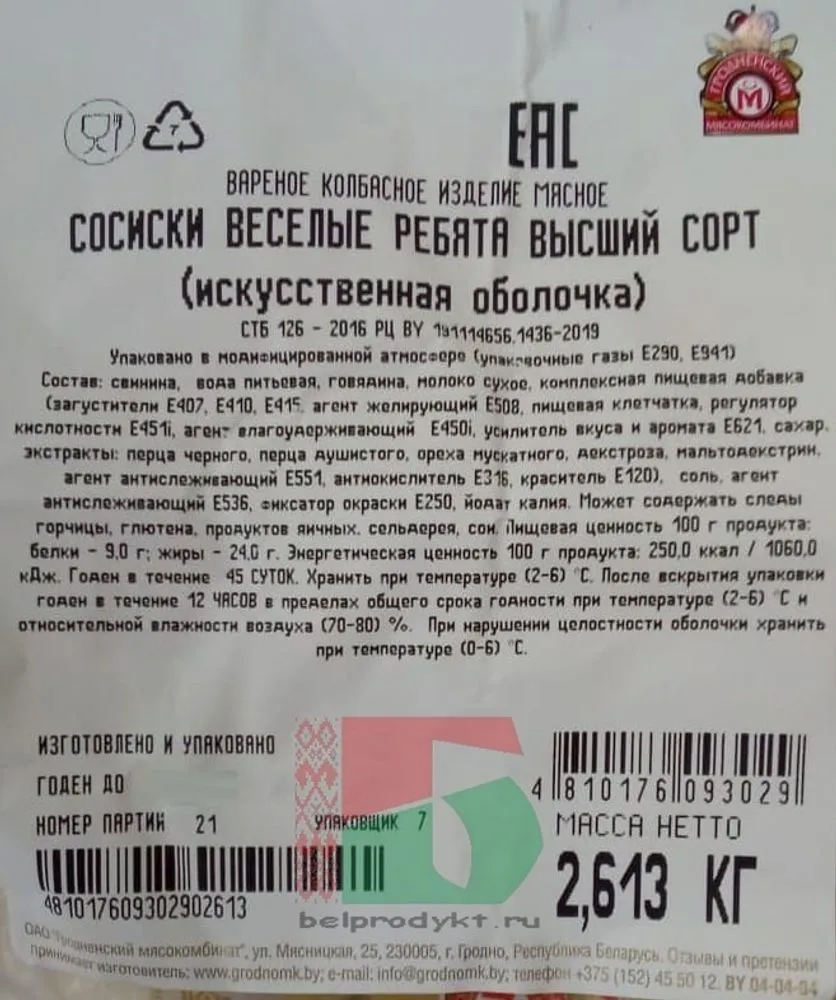 ГРОДНЕНСКИЙ
М
МЯСОКОМБИНАТ
7
ЕАС
ВАРЕНОЕ КОЛБАСНОЕ ИЗДЕЛИЕ МЯСНОЕ
СОСИСКИ ВЕСЕЛЫЕ РЕБЯТА ВЫСШИЙ СОРТ
(искусственная оболочка)
СТБ 126 - 2016 РЦ BY 191114656.1436-2019
Упаковано в модифицированной атмосфере (упаковочные газы Е290, Е941)
Состав: свинина, вода питьевая, говядина, молоко сухое, комплексная пищевая добавка
(загустители Е407, Е410, Е415, агент желирующий Е508, пищевая клетчатка, регулятор
кислотности Е451i, агент влагоудерживающий Е450i, усилитель вкуса и аромата Е621, сахар,
экстракты: перца черного, перца душистого, ореха мускатного, декстроза, мальтодекстрин,
агент антислеживающий Е551, антиокислитель Е316, краситель Е120), соль, агент
антислеживающий Е536, фиксатор окраски Е250, йодат калия. Может содержать следы
горчицы, глютена, продуктов яичных, сельдерея, сои. Пищевая ценность 100 г продукта:
белки - 9,0 г; жиры - 24,0 г. Энергетическая ценность 100 г продукта: 250,0 ккал / 1060,0
кДж. Годен в течение 45 СУТОК. Хранить при температуре (2-6) °С. После вскрытия упаковки
годен в течение 12 ЧАСОВ в пределах общего срока годности при температуре (2-6) °С и
относительной влажности воздуха (70-80) %. При нарушении целостности оболочки хранить
при температуре (0-6) °С.
ИЗГОТОВЛЕНО И УПАКОВАНО
ГОДЕН ДО
НОМЕР ПАРТИИ 21 УПАКОВЩИК 7
481017609302902613
4 810176 093029
МАССА НЕТТО
2,613 КГ
belprodykt.ru
ОАО "Гродненский мясокомбинат", ул. Мясницкая, 25, 230005, г. Гродно, Республика Беларусь. Отзывы и претензии
принимает изготовитель: www.grodnomk.by; e-mail: info@grodnomk.by; телефон +375 (152) 45 50 12. BY 04-04-04